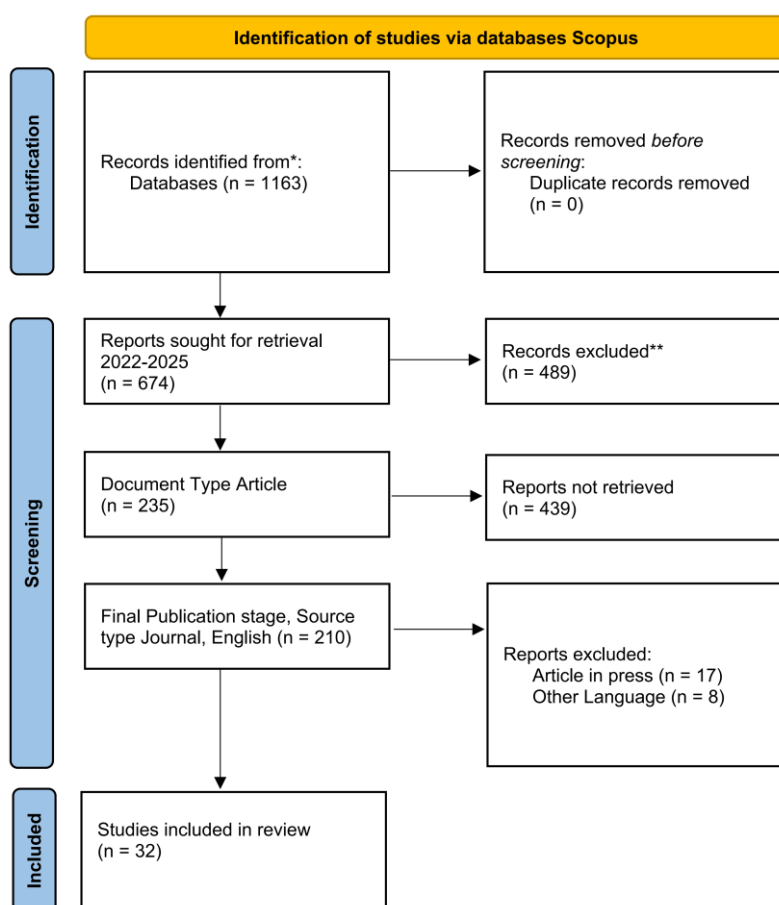 Identification of studies via databases Scopus
Identification
Records identified from*:
Databases (n = 1163)
Records removed before
screening:
Duplicate records removed
(n = 0)
Screening
Reports sought for retrieval
2022-2025
(n = 674)
Records excluded**
(n = 489)
Document Type Article
(n = 235)
Reports not retrieved
(n = 439)
Final Publication stage, Source
type Journal, English (n = 210)
Reports excluded:
Article in press (n = 17)
Other Language (n = 8)
Included
Studies included in review
(n = 32)